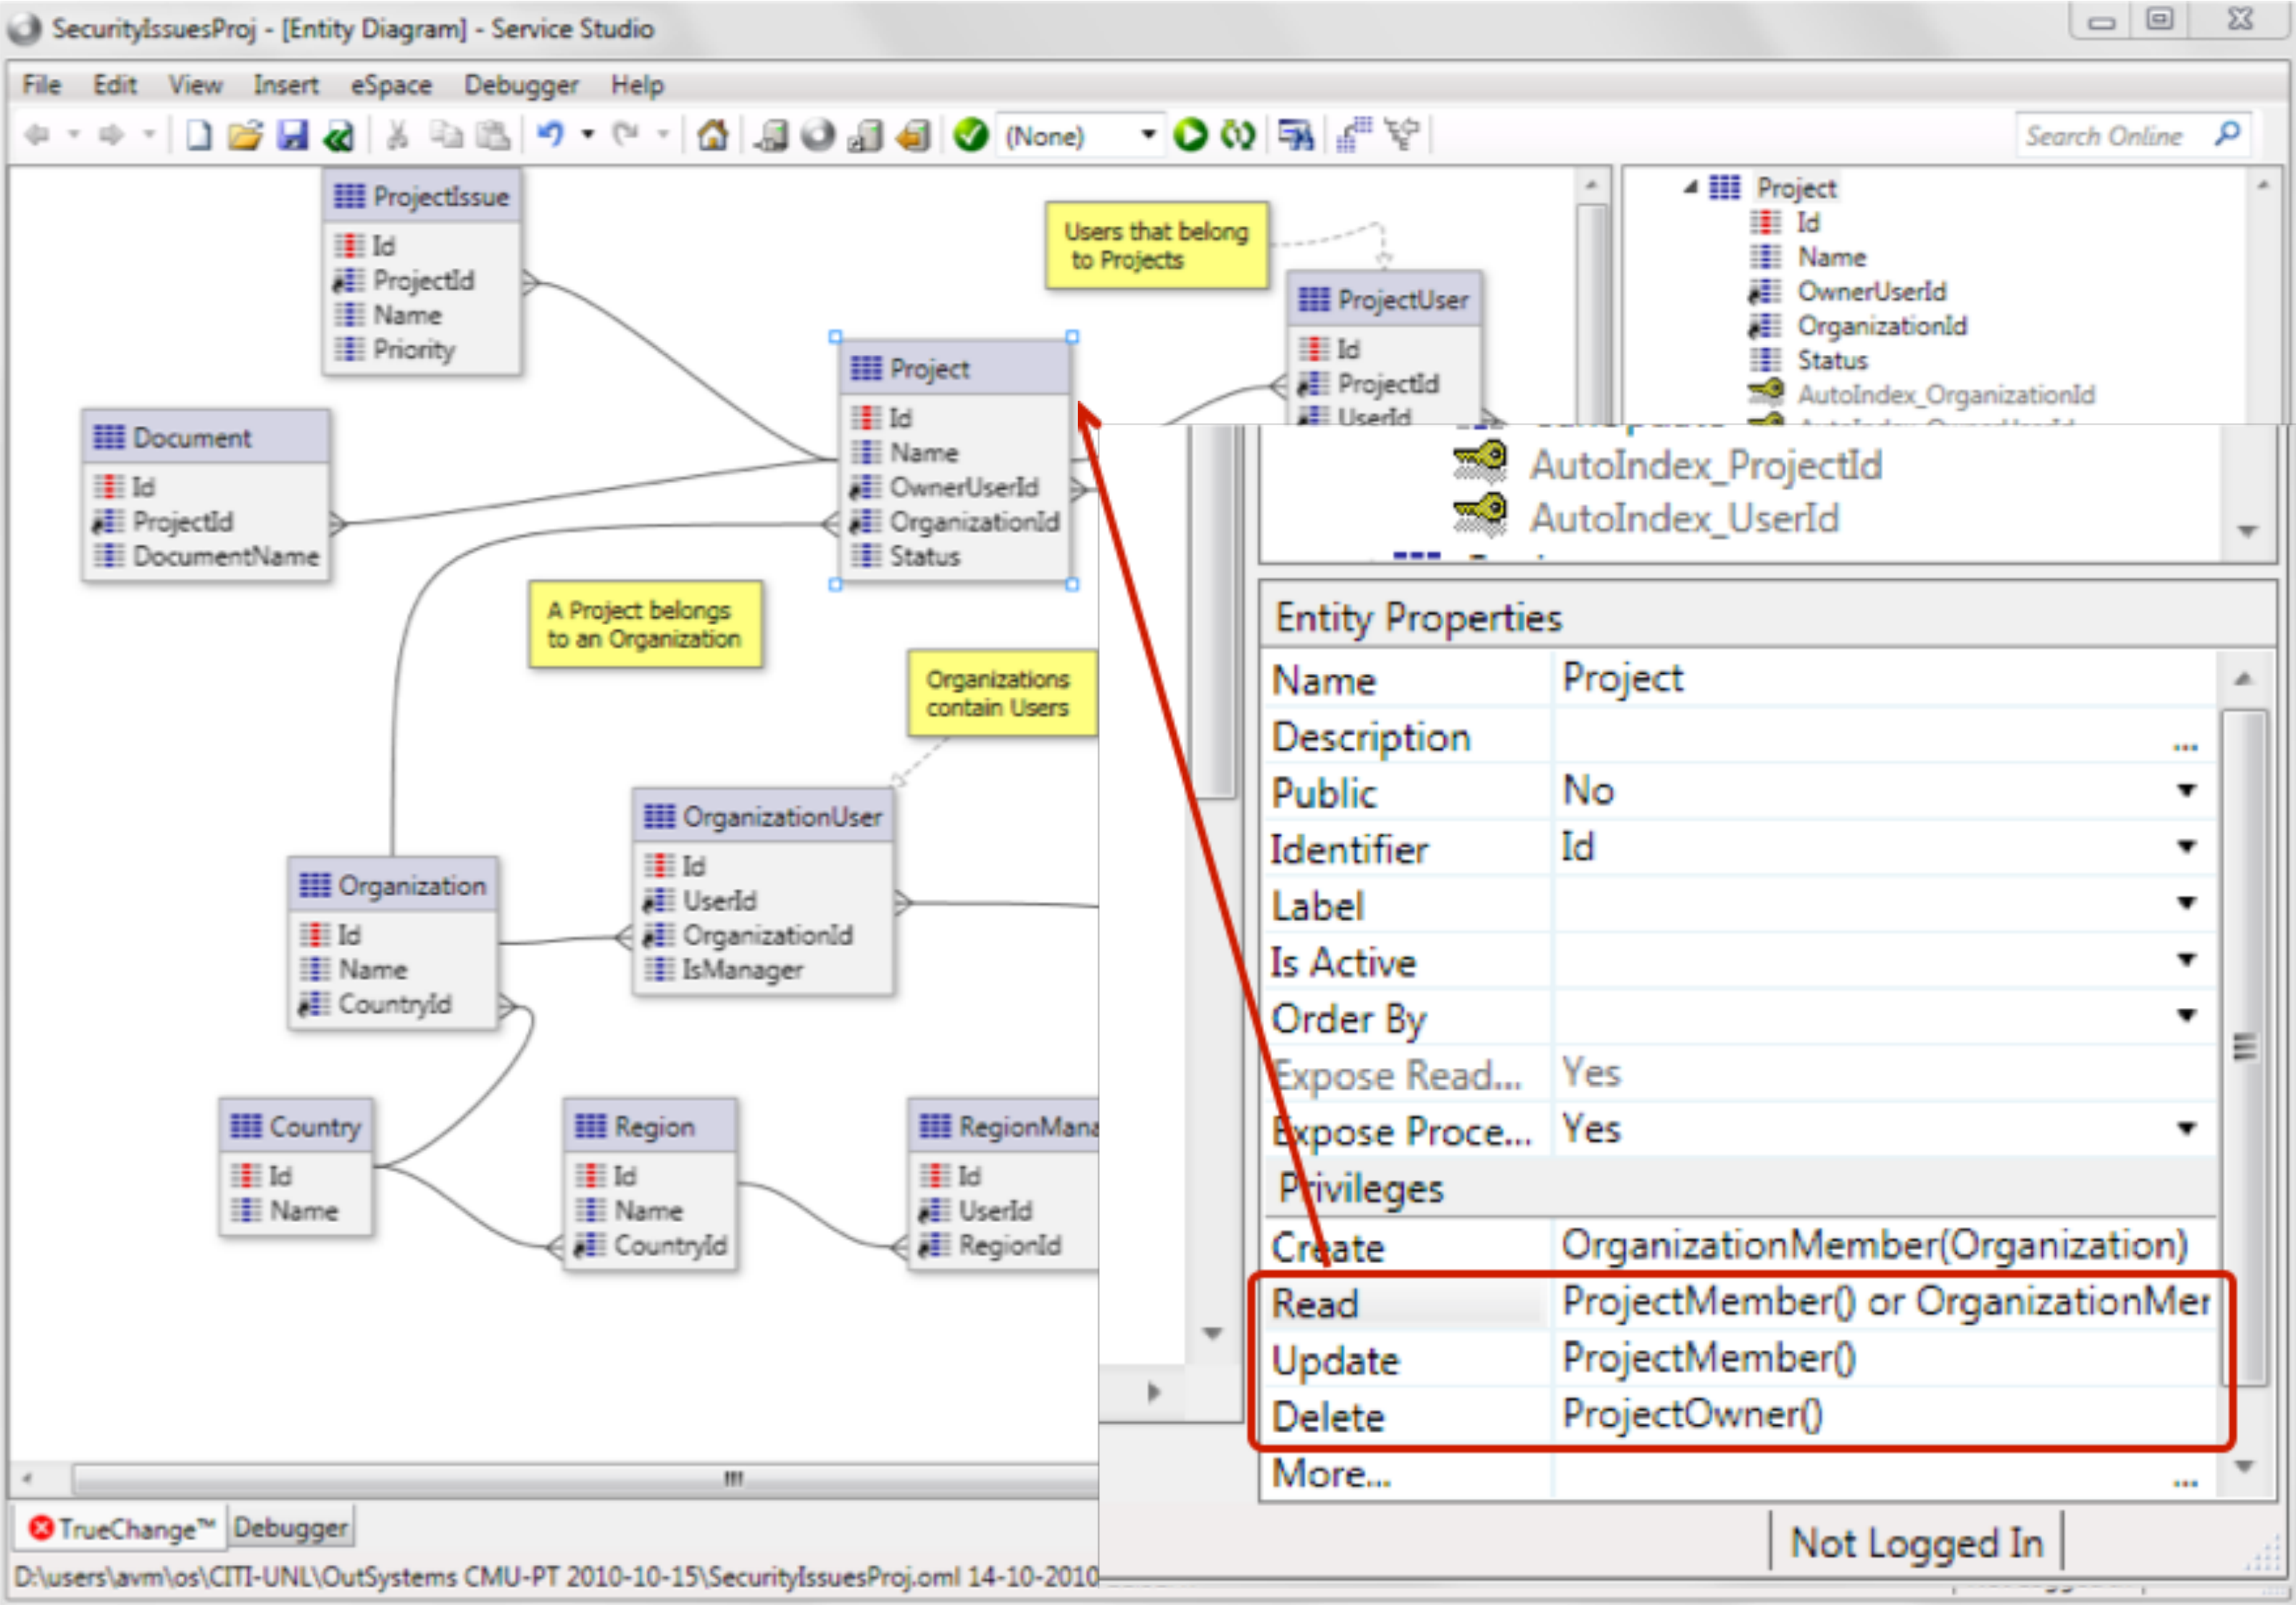 SecurityIssuesProj - [Entity Diagram] - Service Studio
File Edit View Insert eSpace Debugger Help
(None)
Search Online
ProjectIssue
Id
ProjectId
Name
Priority
Document
Id
ProjectId
DocumentName
Project
Id
Name
OwnerUserId
OrganizationId
Status
Users that belong
to Projects
ProjectUser
Id
ProjectId
UserId
A Project belongs
to an Organization
Organizations
contain Users
OrganizationUser
Id
UserId
OrganizationId
IsManager
Organization
Id
Name
CountryId
Country
Id
Name
Region
Id
Name
CountryId
RegionMana
Id
UserId
RegionId
Project
Id
Name
OwnerUserId
OrganizationId
Status
AutoIndex_OrganizationId
AutoIndex_ProjectId
AutoIndex_UserId
Entity Properties
Name Project
Description ...
Public No
Identifier Id
Label
Is Active
Order By
Expose Read... Yes
Expose Proce... Yes
Privileges
Create OrganizationMember(Organization)
Read ProjectMember() or OrganizationMer
Update ProjectMember()
Delete ProjectOwner()
More... ...
Not Logged In
TrueChange™ Debugger
D:\users\avm\os\CITI-UNL\OutSystems CMU-PT 2010-10-15\SecurityIssuesProj.oml 14-10-2010